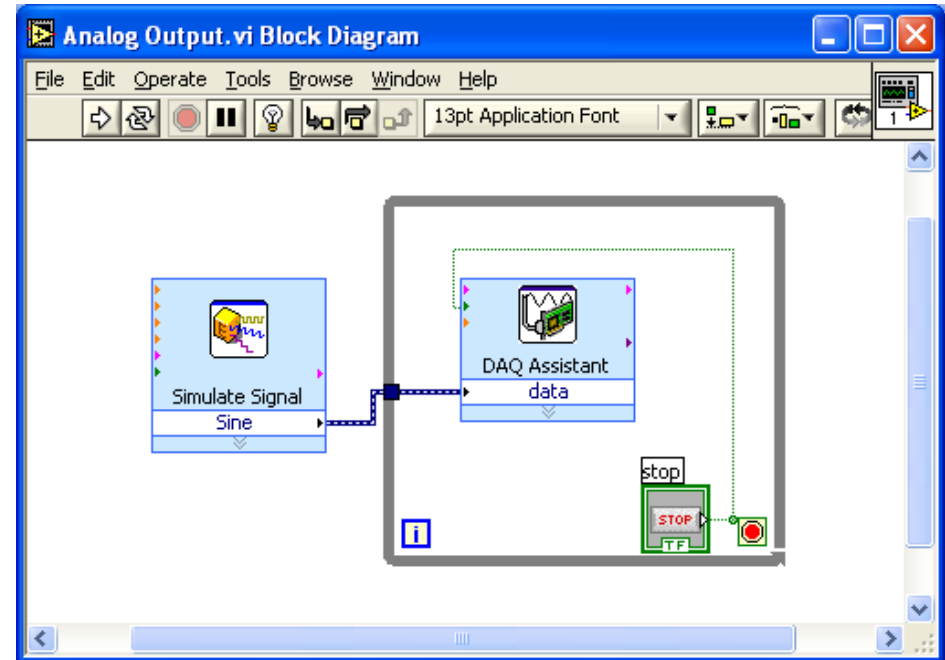 Analog Output.vi Block Diagram
File Edit Operate Tools Browse Window Help
13pt Application Font
1
Simulate Signal
Sine
DAQ Assistant
data
stop
STOP
TF
i